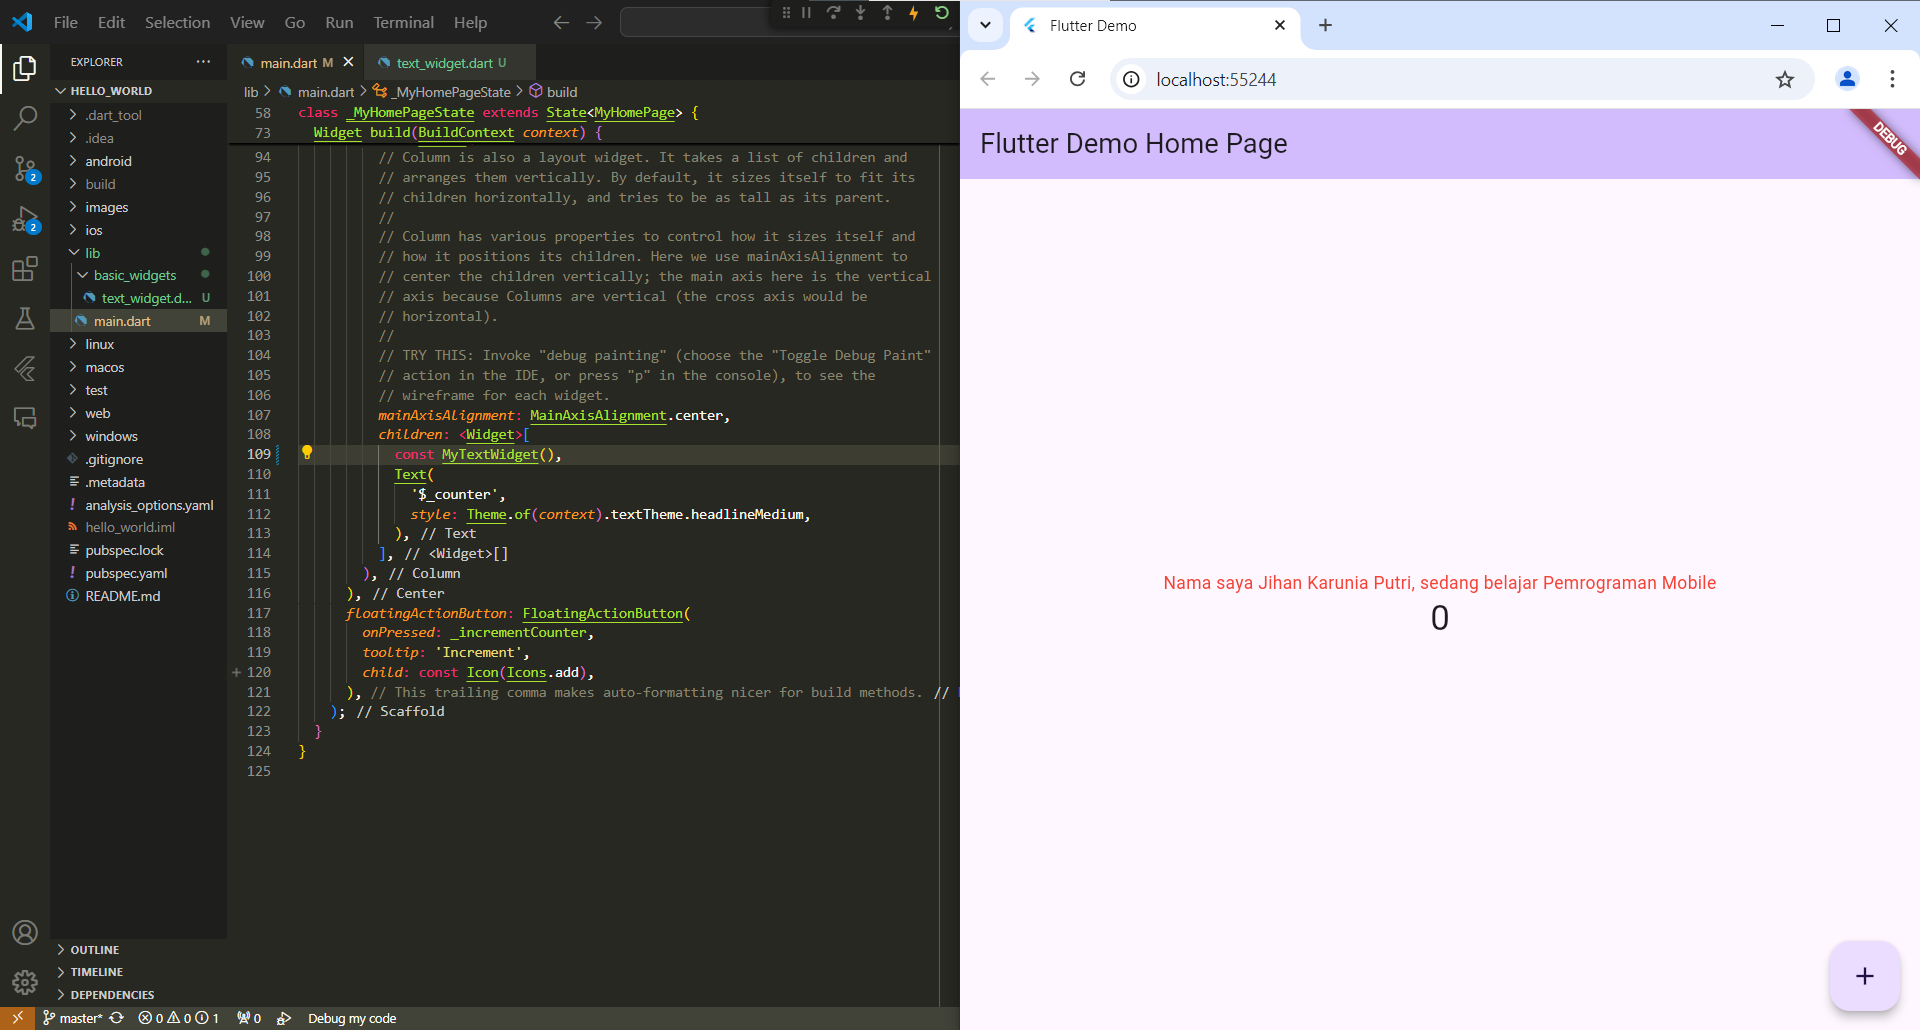 File Edit Selection View Go Run Terminal Help
EXPLORER
HELLO_WORLD
.dart_tool
.idea
android
build
images
ios
lib
basic_widgets
text_widget.d... U
main.dart M
linux
macos
test
web
windows
.gitignore
.metadata
analysis_options.yaml
hello_world.iml
pubspec.lock
pubspec.yaml
README.md
OUTLINE
TIMELINE
DEPENDENCIES
2
2
main.dart M
text_widget.dart U
lib > main.dart > _MyHomePageState > build
58 class _MyHomePageState extends State<MyHomePage> {
73 Widget build(BuildContext context) {
94 // Column is also a layout widget. It takes a list of children and
95 // arranges them vertically. By default, it sizes itself to fit its
96 // children horizontally, and tries to be as tall as its parent.
97 //
98 // Column has various properties to control how it sizes itself and
99 // how it positions its children. Here we use mainAxisAlignment to
100 // center the children vertically; the main axis here is the vertical
101 // axis because Columns are vertical (the cross axis would be
102 // horizontal).
103 //
104 // TRY THIS: Invoke "debug painting" (choose the "Toggle Debug Paint"
105 // action in the IDE, or press "p" in the console), to see the
106 // wireframe for each widget.
107 mainAxisAlignment: MainAxisAlignment.center,
108 children: <Widget>[
109 const MyTextWidget(),
110 Text(
111 '$_counter',
112 style: Theme.of(context).textTheme.headlineMedium,
113 ), // Text
114 ], // <Widget>[]
115 ), // Column
116 ), // Center
117 floatingActionButton: FloatingActionButton(
118 onPressed: _incrementCounter,
119 tooltip: 'Increment',
120 child: const Icon(Icons.add),
121 ), // This trailing comma makes auto-formatting nicer for build methods. //
122 ); // Scaffold
123 }
124 }
125
master* 0 0 1 0 Debug my code
Flutter Demo
localhost:55244
Flutter Demo Home Page
DEBUG
Nama saya Jihan Karunia Putri, sedang belajar Pemrograman Mobile
0
+